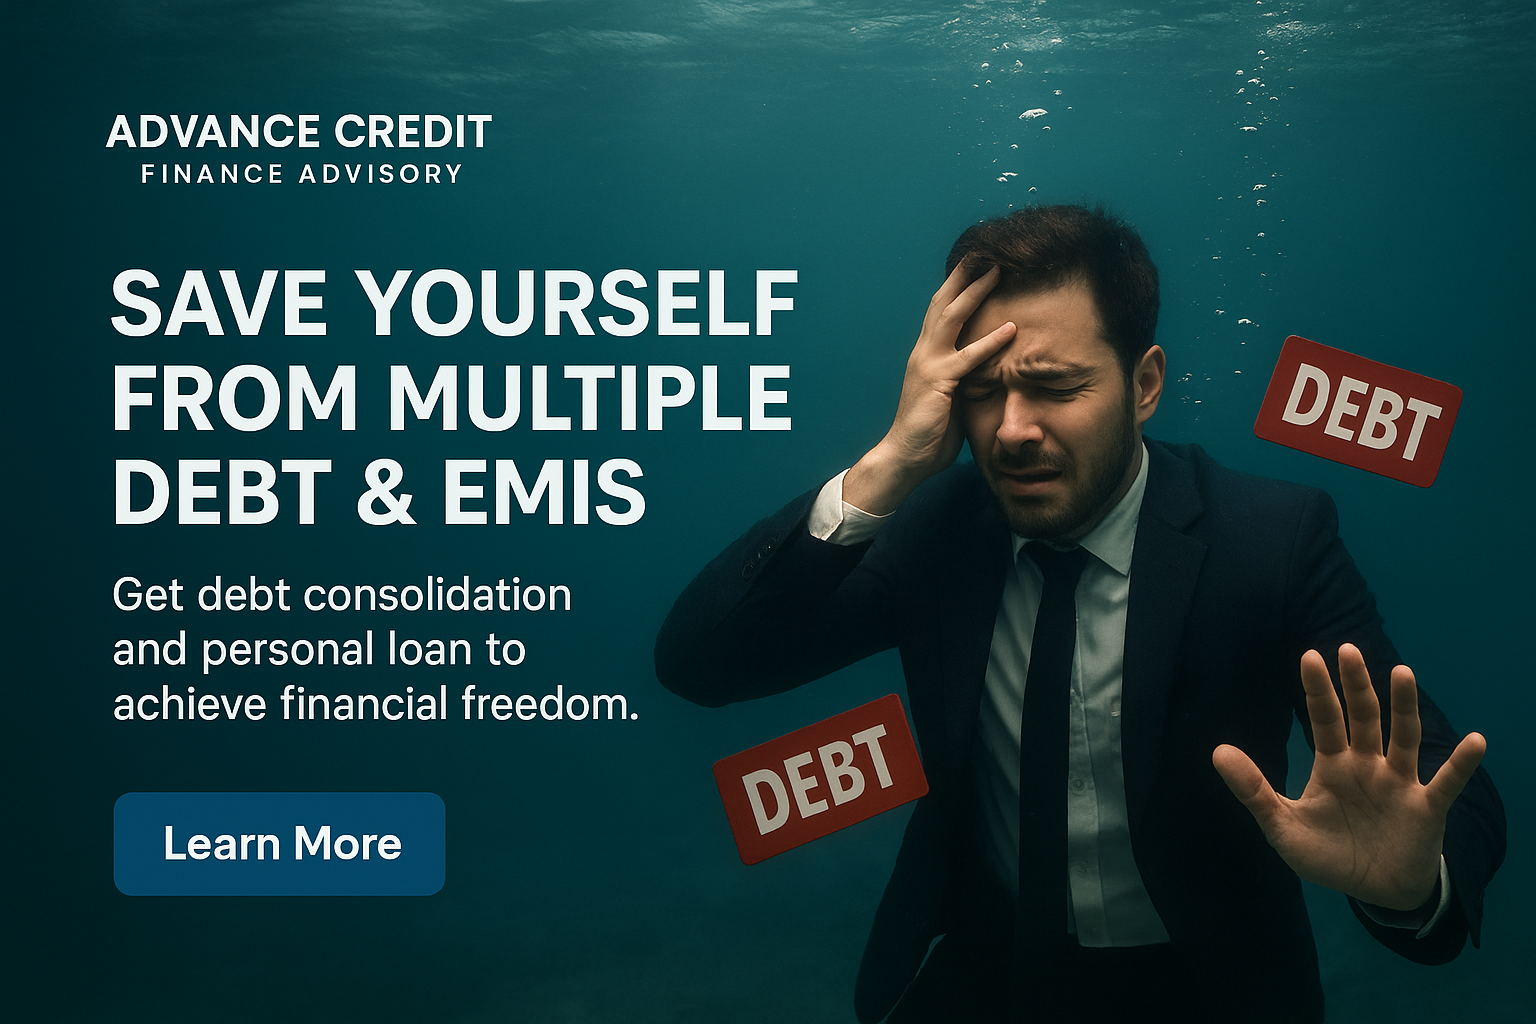 ADVANCE CREDIT
FINANCE ADVISORY
SAVE YOURSELF
FROM MULTIPLE
DEBT & EMIS
Get debt consolidation
and personal loan to
achieve financial freedom.
Learn More
DEBT
DEBT